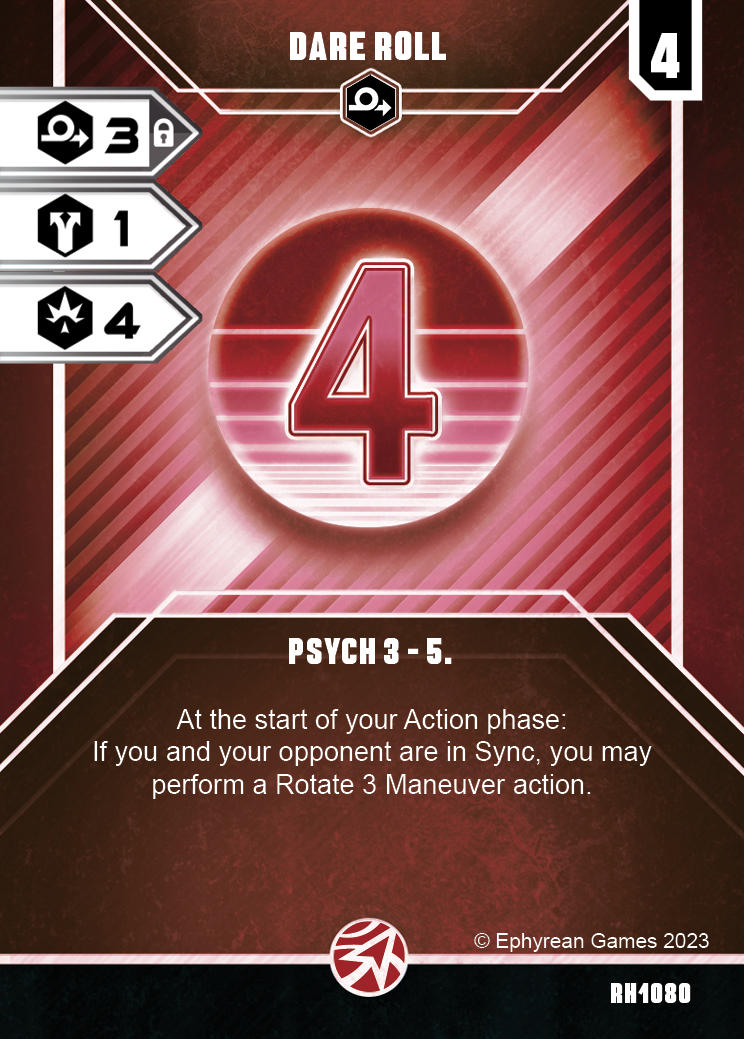 DARE ROLL
4
3
1
4
4
PSYCH 3 - 5.
At the start of your Action phase:
If you and your opponent are in Sync, you may
perform a Rotate 3 Maneuver action.
© Ephyrean Games 2023
RH1080